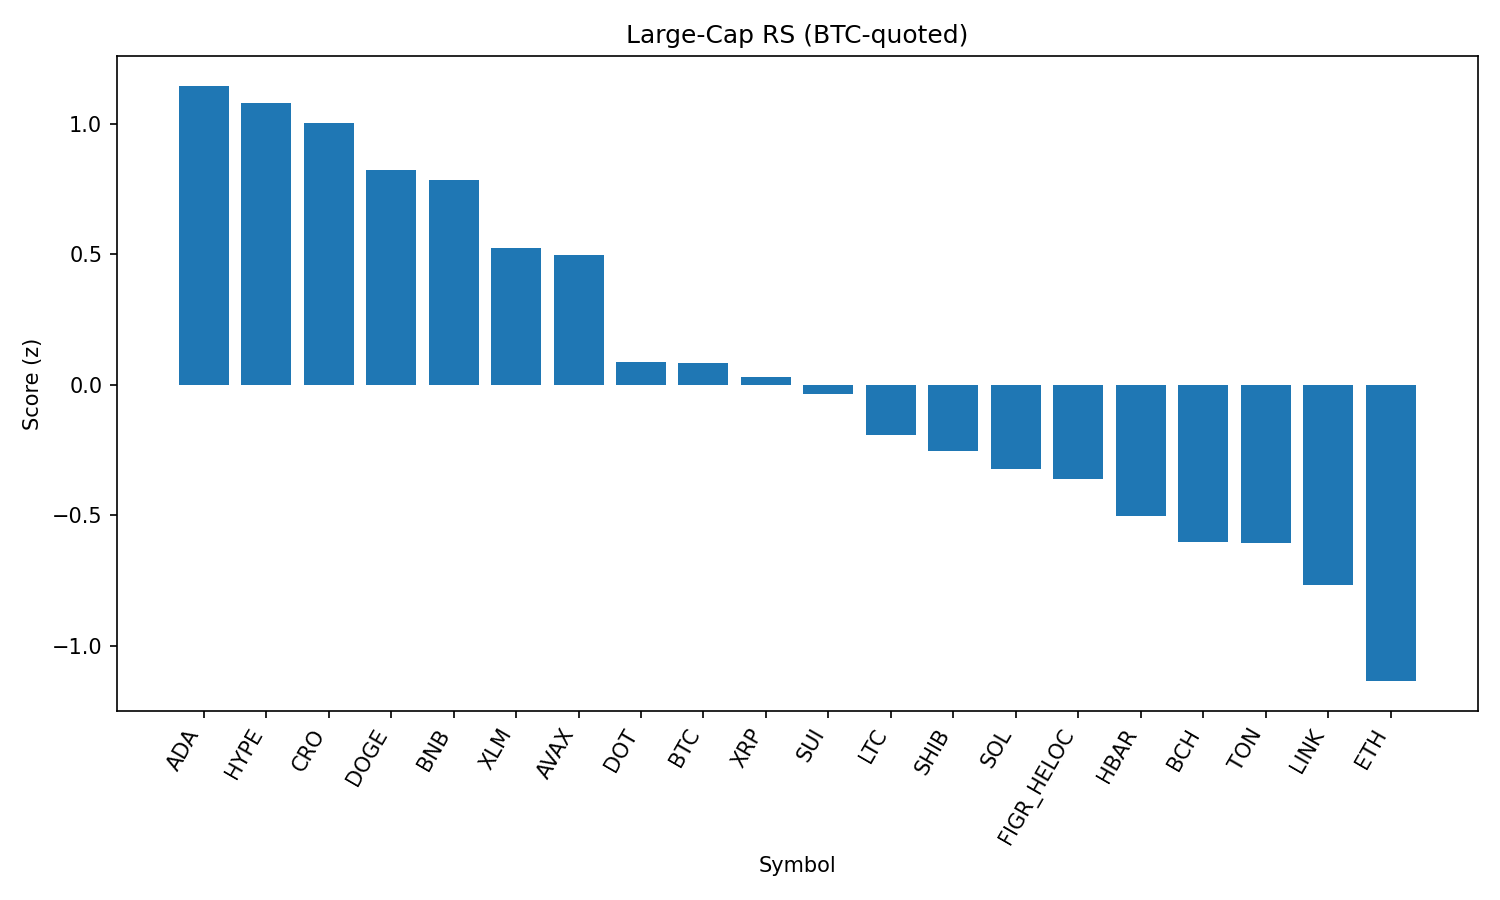 Large-Cap RS (BTC-quoted)
Score (z)
1.0
0.5
0.0
−0.5
−1.0
ADA
HYPE
CRO
DOGE
BNB
XLM
AVAX
DOT
BTC
XRP
SUI
LTC
SHIB
SOL
FIGR_HELOC
HBAR
BCH
TON
LINK
ETH
Symbol